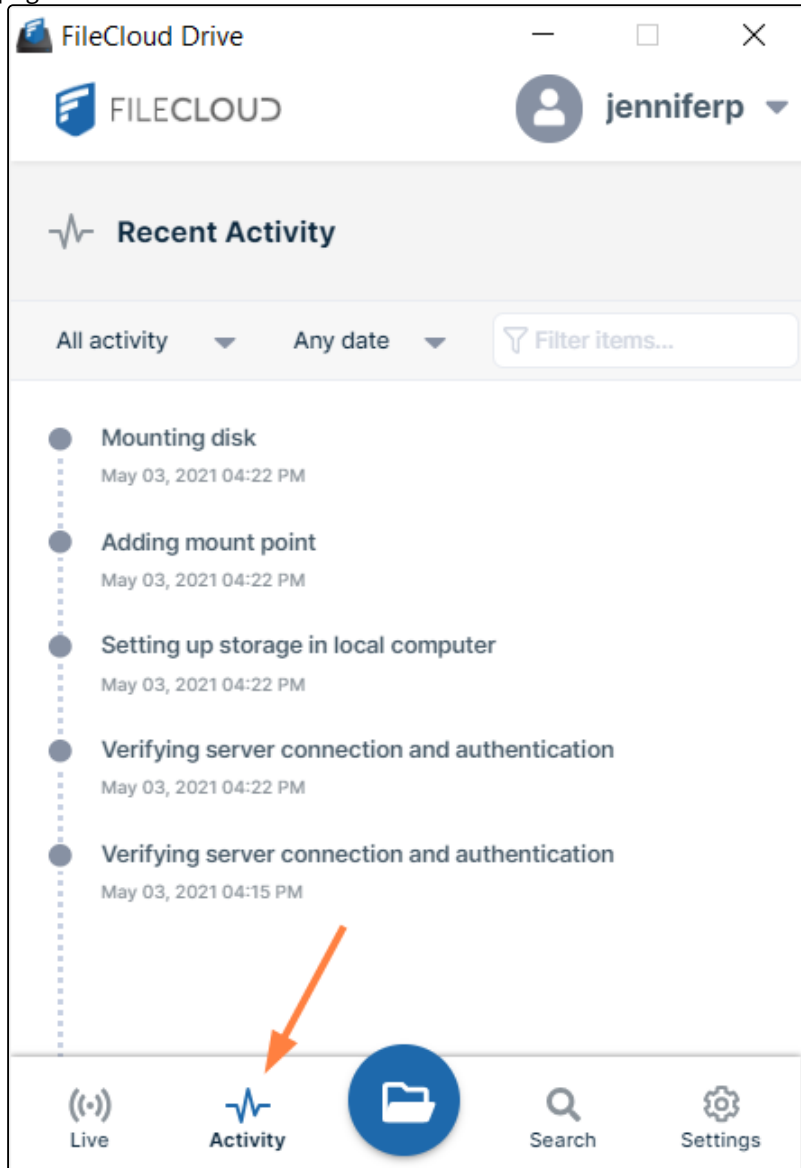 FileCloud Drive
FILECLOUD
jenniferp
Recent Activity
All activity Any date Filter items...
Mounting disk
May 03, 2021 04:22 PM
Adding mount point
May 03, 2021 04:22 PM
Setting up storage in local computer
May 03, 2021 04:22 PM
Verifying server connection and authentication
May 03, 2021 04:22 PM
Verifying server connection and authentication
May 03, 2021 04:15 PM
Live Activity Search Settings